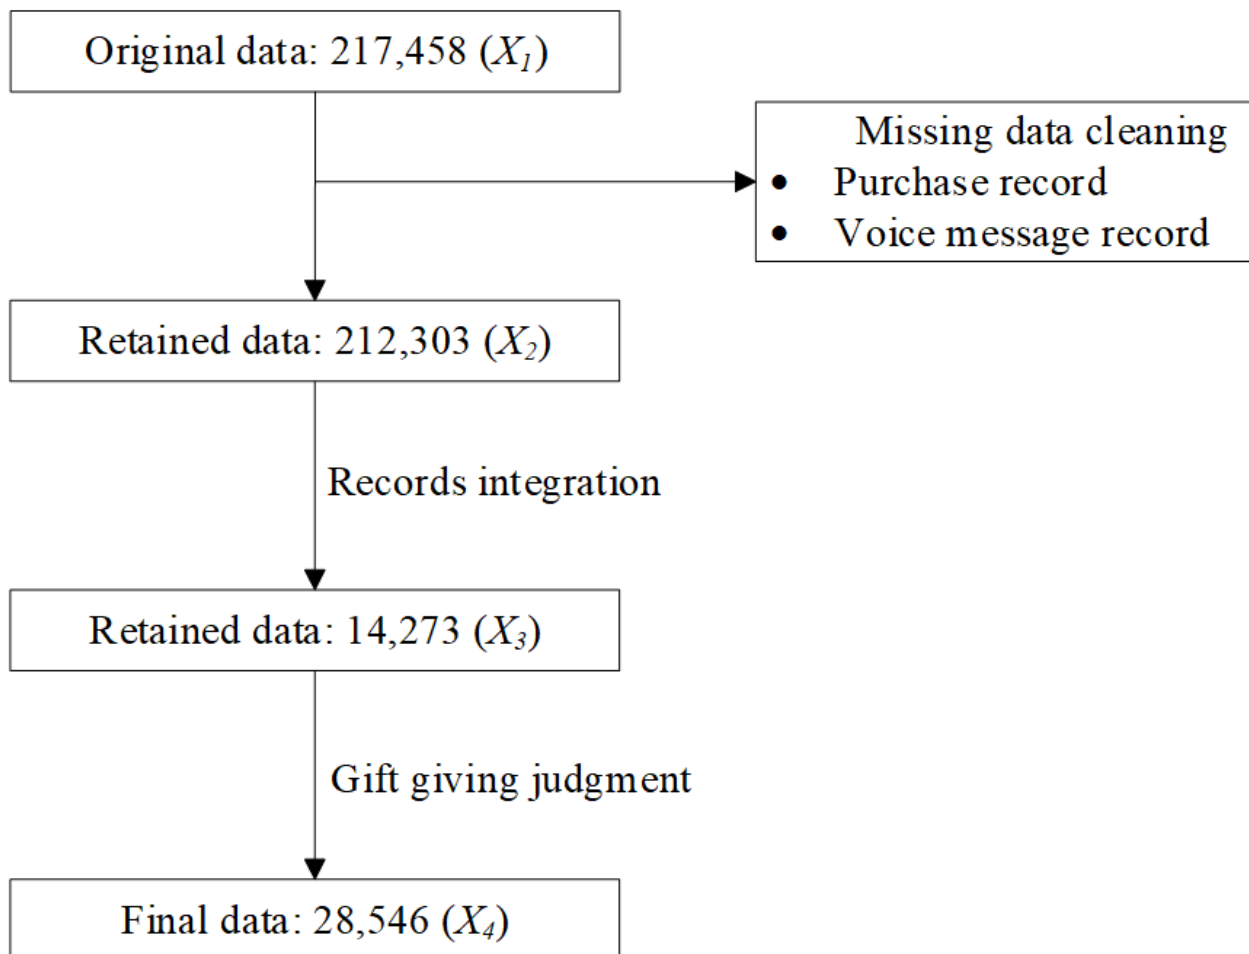 Original data: 217,458 (X1)
Missing data cleaning
• Purchase record
• Voice message record
Retained data: 212,303 (X2)
Records integration
Retained data: 14,273 (X3)
Gift giving judgment
Final data: 28,546 (X4)